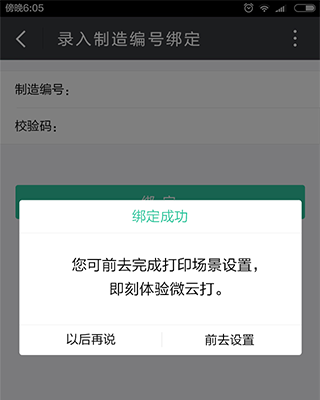 傍晚6:05
录入制造编号绑定
制造编号：
校验码：
绑定
绑定成功
您可前去完成打印场景设置，
即刻体验微云打。
以后再说
前去设置